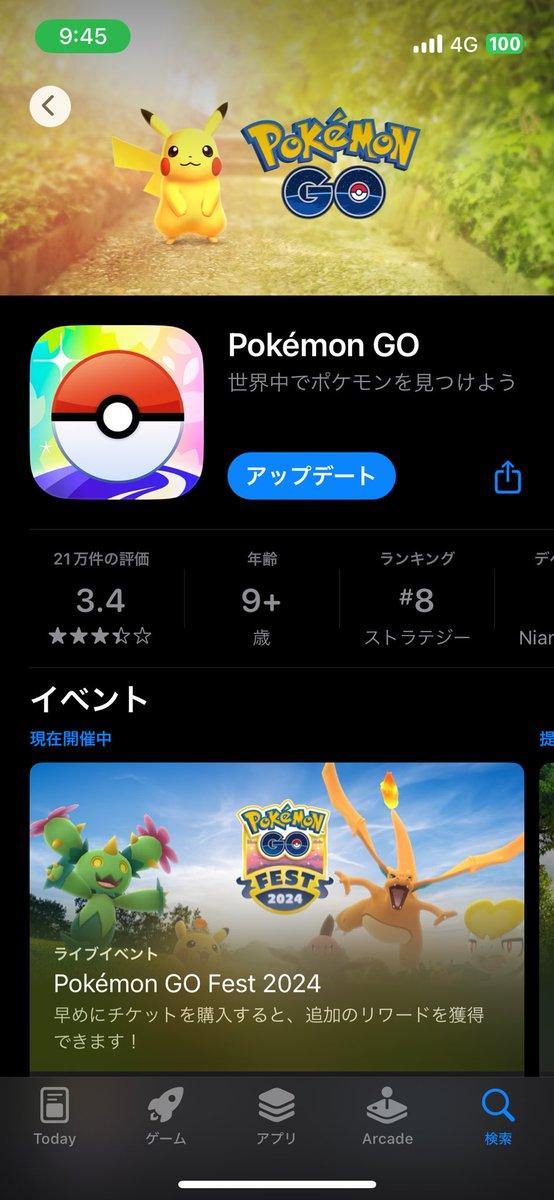 9:45
4G 100
Pokémon
GO
Pokémon GO
世界中でポケモンを見つけよう
アップデート
21万件の評価 年齢 ランキング
3.4 9+ #8
歳 ストラテジー
イベント
現在開催中
Pokémon
GO
FEST
2024
ライブイベント
Pokémon GO Fest 2024
早めにチケットを購入すると、追加のリワードを獲得
できます！
Today ゲーム アプリ Arcade 検索